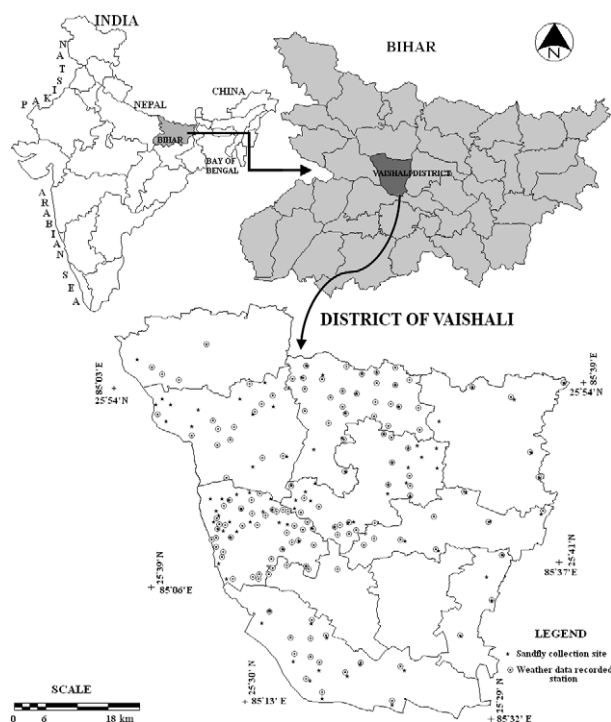 INDIA
PAKISTAN
NEPAL
CHINA
BIHAR
BAY OF
BENGAL
ARABIAN SEA
BIHAR
N
VAISHALI DISTRICT
DISTRICT OF VAISHALI
85°03' E
25°54' N
85°39' E
25°54' N
25°39' N
85°06' E
25°41' N
85°37' E
25°30' N
85°13' E
25°29' N
85°32' E
LEGEND
Sandfly collection site
Weather data recorded
station
SCALE
0 6 18 km